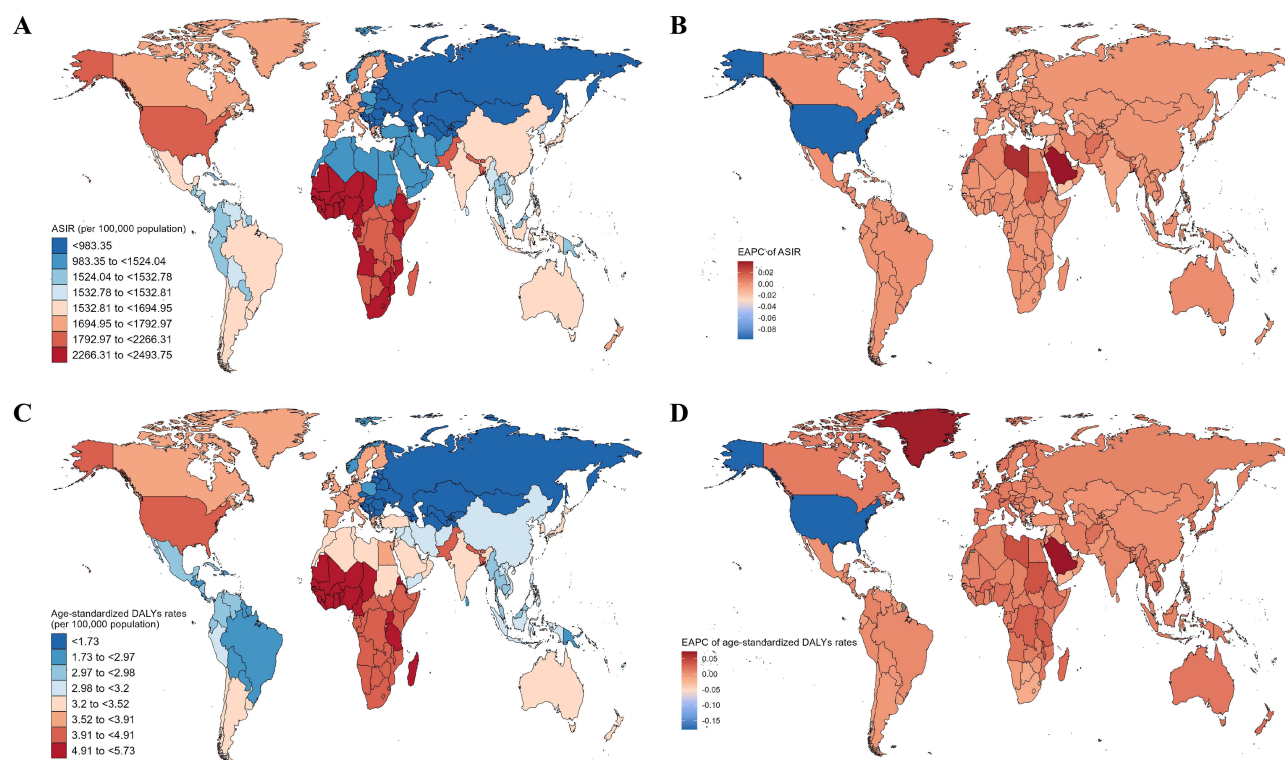 A
B
ASIR (per 100,000 population)
<983.35
983.35 to <1524.04
1524.04 to <1532.78
1532.78 to <1532.81
1532.81 to <1694.95
1694.95 to <1792.97
1792.97 to <2266.31
2266.31 to <2493.75
EAPC of ASIR
0.02
0.00
-0.02
-0.04
-0.06
-0.08
C
D
Age-standardized DALYs rates
(per 100,000 population)
<1.73
1.73 to <2.97
2.97 to <2.98
2.98 to <3.2
3.2 to <3.52
3.52 to <3.91
3.91 to <4.91
4.91 to <5.73
EAPC of age-standardized DALYs rates
0.05
0.00
-0.05
-0.10
-0.15